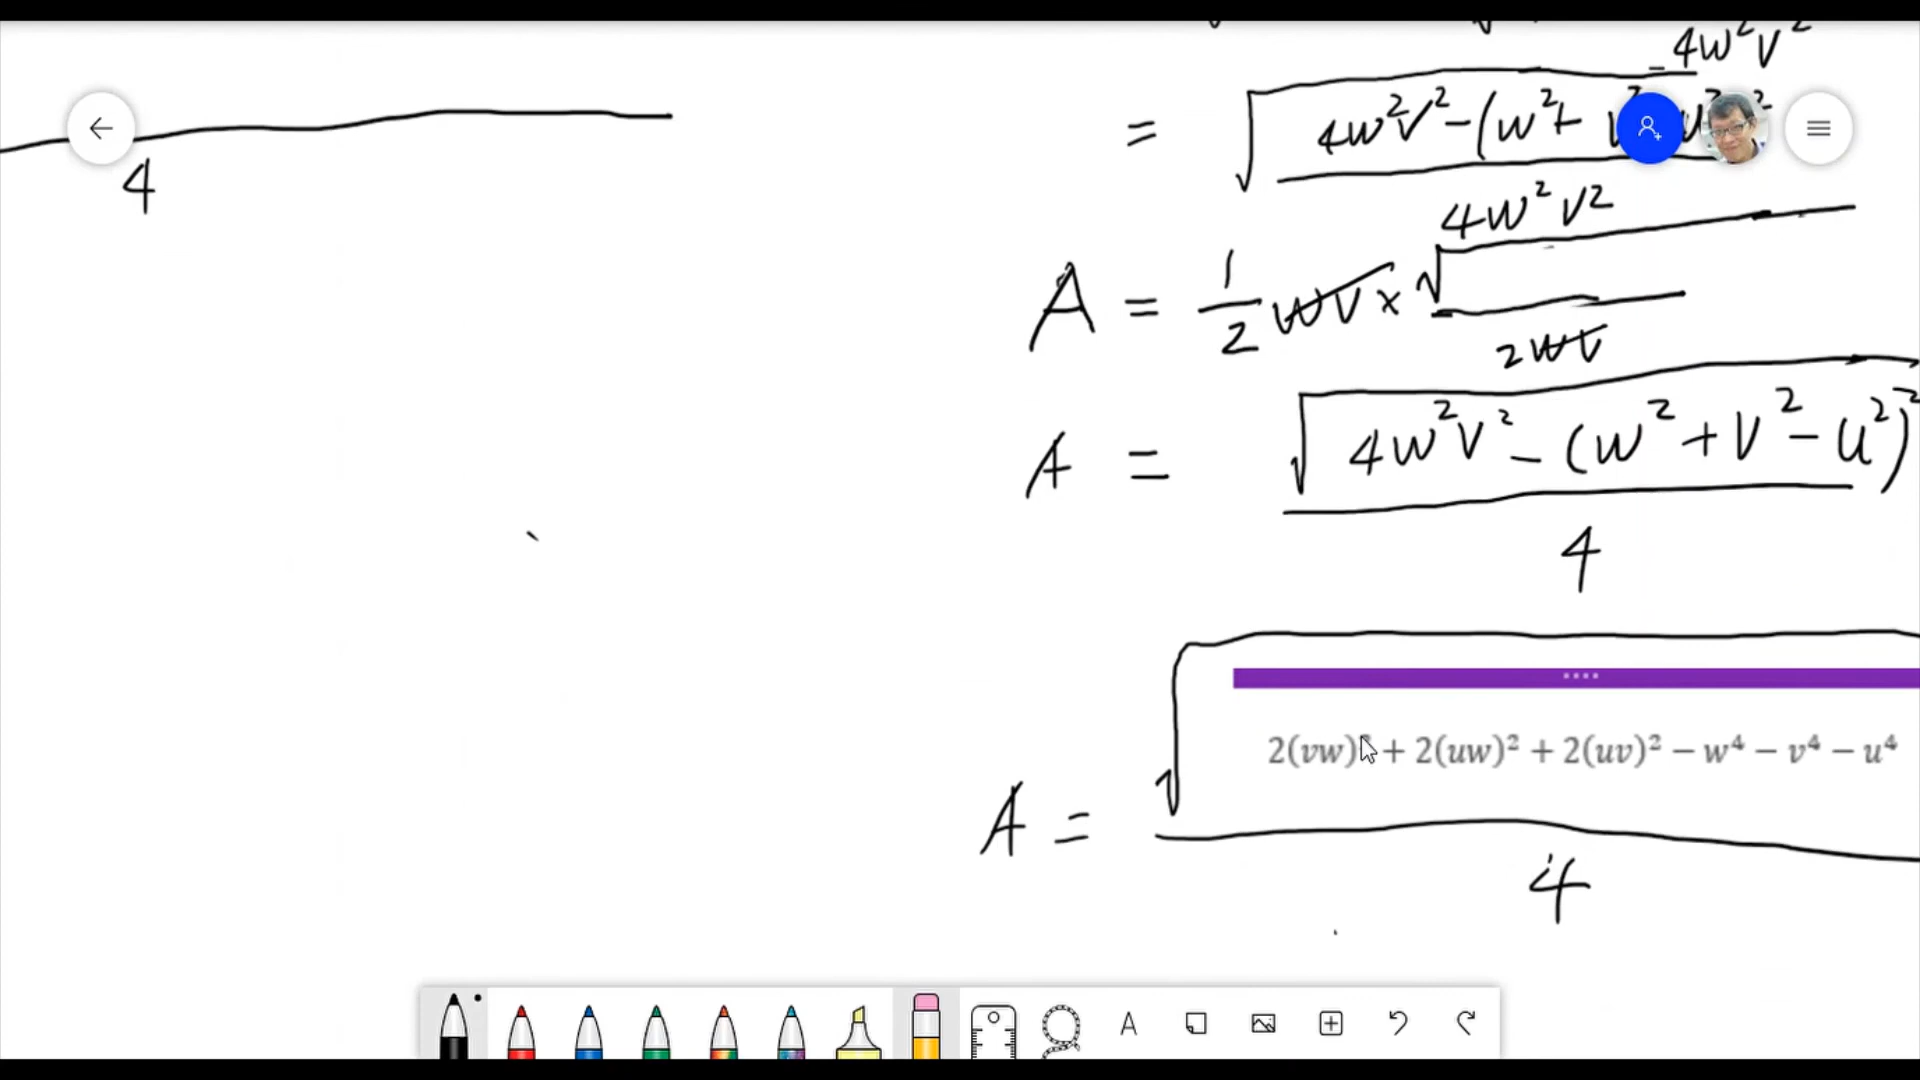 4
- 4w²v²
= √4w²v² - (w² +
4w²v²
A = 1/2 wv × √
2wv
A = √4w²v² - (w² + v² - u²)²
4
2(vw)² + 2(uw)² + 2(uv)² − w⁴ − v⁴ − u⁴
A = √
4
A